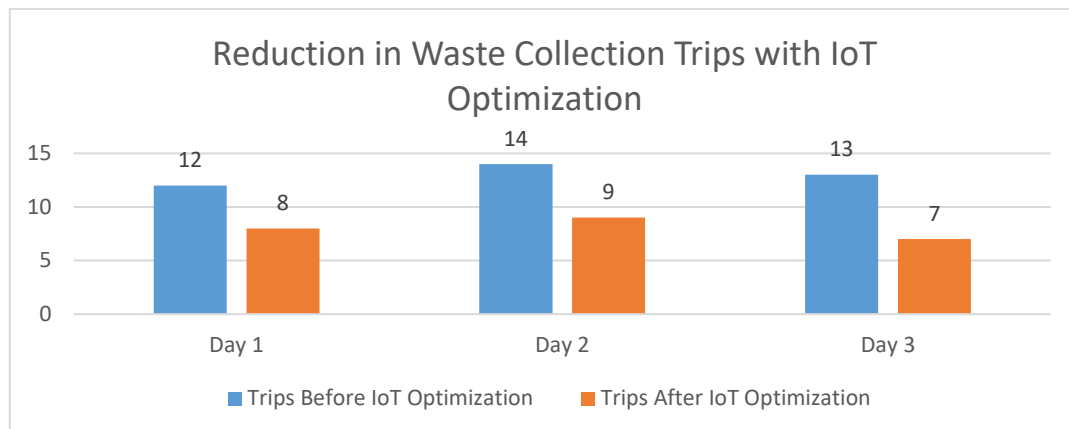 Reduction in Waste Collection Trips with IoT
Optimization
15
10
5
0
12
8
14
9
13
7
Day 1
Day 2
Day 3
Trips Before IoT Optimization
Trips After IoT Optimization